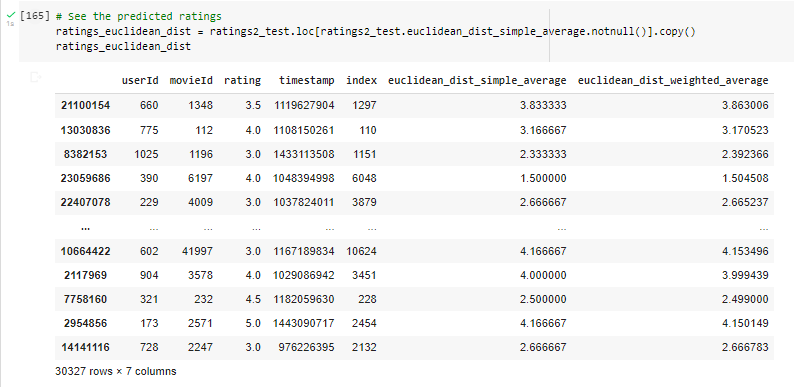 [165] # See the predicted ratings
1s
ratings_euclidean_dist = ratings2_test.loc[ratings2_test.euclidean_dist_simple_average.notnull()].copy()
ratings_euclidean_dist
userId movieId rating timestamp index euclidean_dist_simple_average euclidean_dist_weighted_average
21100154 660 1348 3.5 1119627904 1297 3.833333 3.863006
13030836 775 112 4.0 1108150261 110 3.166667 3.170523
8382153 1025 1196 3.0 1433113508 1151 2.333333 2.392366
23059686 390 6197 4.0 1048394998 6048 1.500000 1.504508
22407078 229 4009 3.0 1037824011 3879 2.666667 2.665237
... ... ... ... ... ... ... ...
10664422 602 41997 3.0 1167189834 10624 4.166667 4.153496
2117969 904 3578 4.0 1029086942 3451 4.000000 3.999439
7758160 321 232 4.5 1182059630 228 2.500000 2.499000
2954856 173 2571 5.0 1443090717 2454 4.166667 4.150149
14141116 728 2247 3.0 976226395 2132 2.666667 2.666783
30327 rows × 7 columns